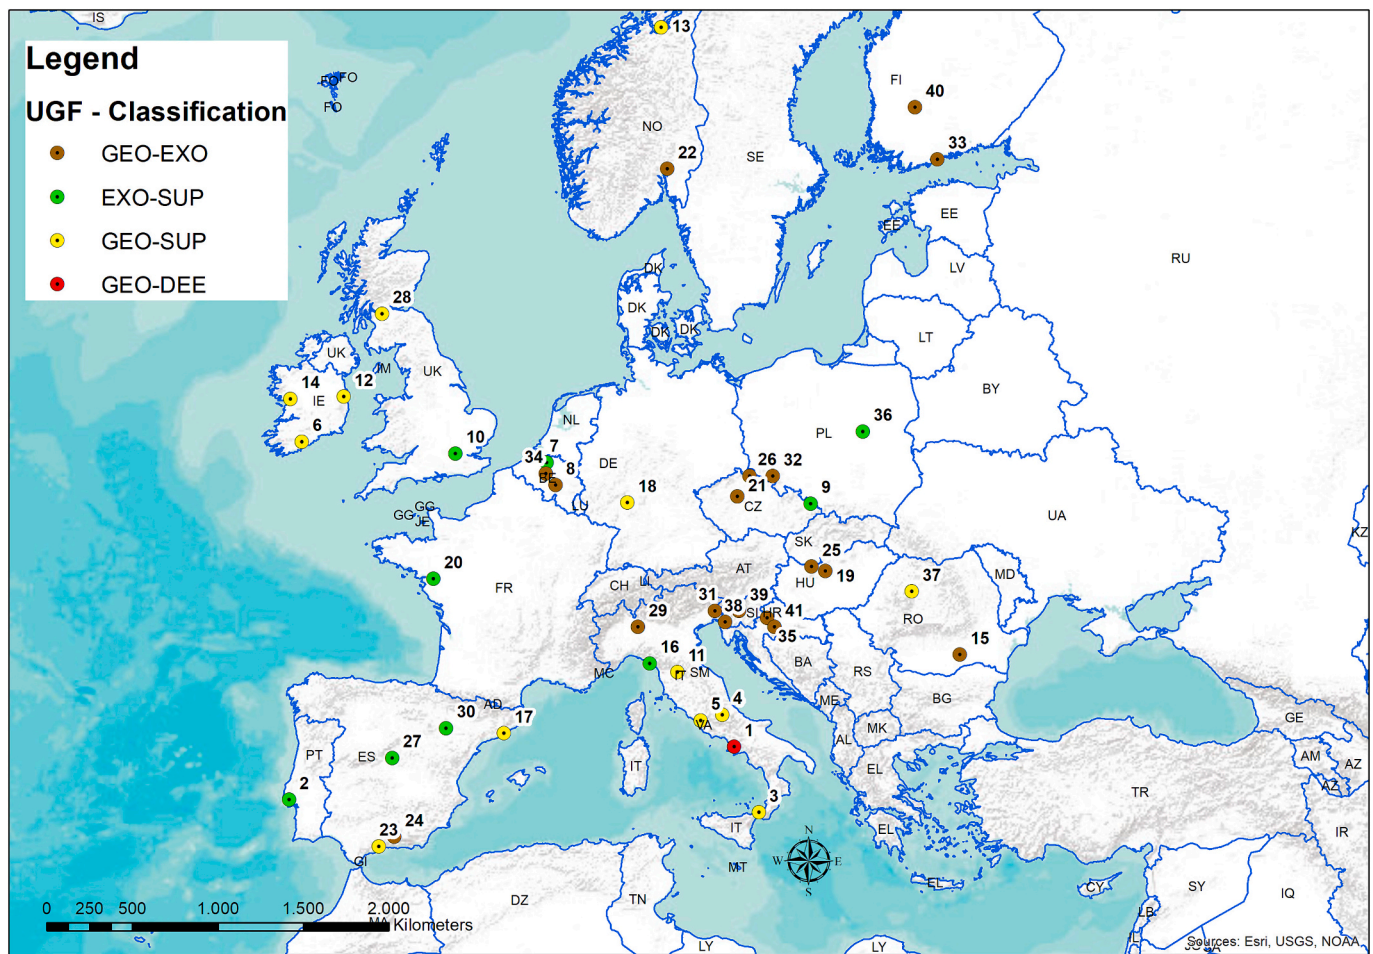 Legend
UGF - Classification
GEO-EXO
EXO-SUP
GEO-SUP
GEO-DEE
IS
13
FO
FO
FO
FI
40
NO
33
22
SE
EE
EE
RU
LV
DK
28
DK
DK
DK
LT
UK
IM
UK
BY
14
12
IE
6
NL
36
PL
10
7
34
8
DE
BE
26
32
18
21
9
LU
CZ
GG
GG
JE
UA
KZ
SK
25
20
AT
LI
CH
HU
19
37
MD
FR
31
39
38
SI
HR
41
RO
29
35
15
16
11
BA
MC
IT
SM
RS
AD
ME
BG
30
17
5
4
VA
MK
GE
27
1
AL
PT
ES
IT
EL
AM
AZ
AZ
2
3
TR
24
23
IT
EL
IR
GI
N
W
E
S
MT
EL
CY
SY
IQ
DZ
TN
LB
0
250
500
1.000
1.500
2.000
Kilometers
MA
IL
LY
LY
Sources: Esri, USGS, NOAA